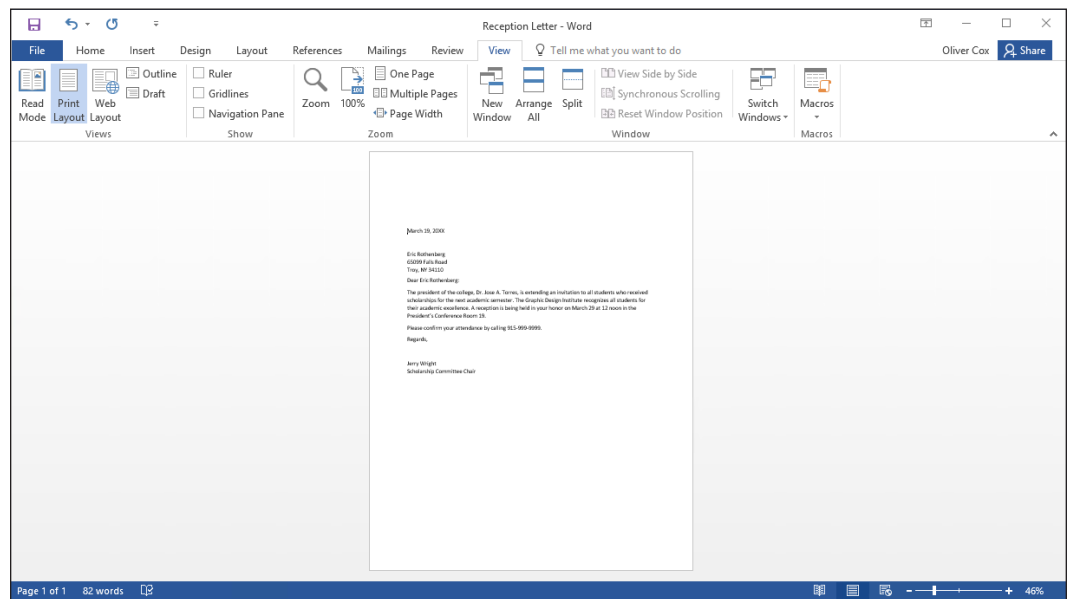 Reception Letter - Word
File Home Insert Design Layout References Mailings Review View Tell me what you want to do Oliver Cox Share
Read Mode
Print Layout
Web Layout
Outline
Draft
Views
Ruler
Gridlines
Navigation Pane
Show
Zoom
100
100%
One Page
Multiple Pages
Page Width
Zoom
New Window
Arrange All
Split
View Side by Side
Synchronous Scrolling
Reset Window Position
Switch Windows
Window
Macros
Macros
March 19, 20XX
Eric Rothenberg
65099 Falls Road
Troy, NY 34110
Dear Eric Rothenberg:
The president of the college, Dr. Jose A. Torres, is extending an invitation to all students who received
scholarships for the next academic semester. The Graphic Design Institute recognizes all students for
their academic excellence. A reception is being held in your honor on March 29 at 12 noon in the
President's Conference Room 19.
Please confirm your attendance by calling 915-999-9999.
Regards,
Jerry Wright
Scholarship Committee Chair
Page 1 of 1 82 words 46%